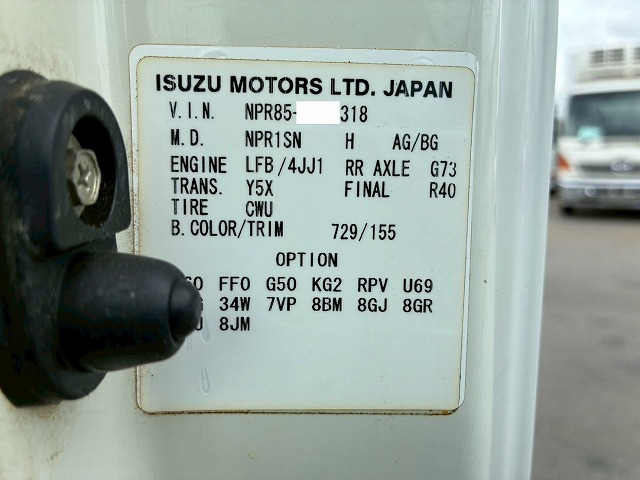 ISUZU MOTORS LTD. JAPAN
V.I.N. NPR85- 318
M.D. NPR1SN H AG/BG
ENGINE LFB/4JJ1 RR AXLE G73
TRANS. Y5X FINAL R40
TIRE CWU
B.COLOR/TRIM 729/155
OPTION
FF0 G50 KG2 RPV U69
34W 7VP 8BM 8GJ 8GR
8JM